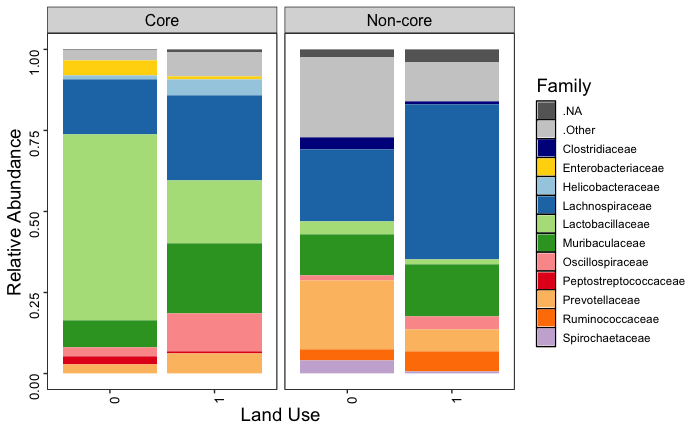 Core
Non-core
Relative Abundance
1.00
0.75
0.50
0.25
0.00
0
1
0
1
Land Use
Family
.NA
.Other
Clostridiaceae
Enterobacteriaceae
Helicobacteraceae
Lachnospiraceae
Lactobacillaceae
Muribaculaceae
Oscillospiraceae
Peptostreptococcaceae
Prevotellaceae
Ruminococcaceae
Spirochaetaceae